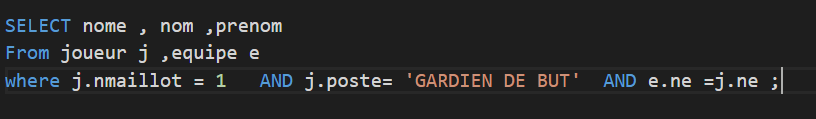 SELECT nome , nom ,prenom
From joueur j ,equipe e
where j.nmaillot = 1   AND j.poste= 'GARDIEN DE BUT'  AND e.ne =j.ne ;